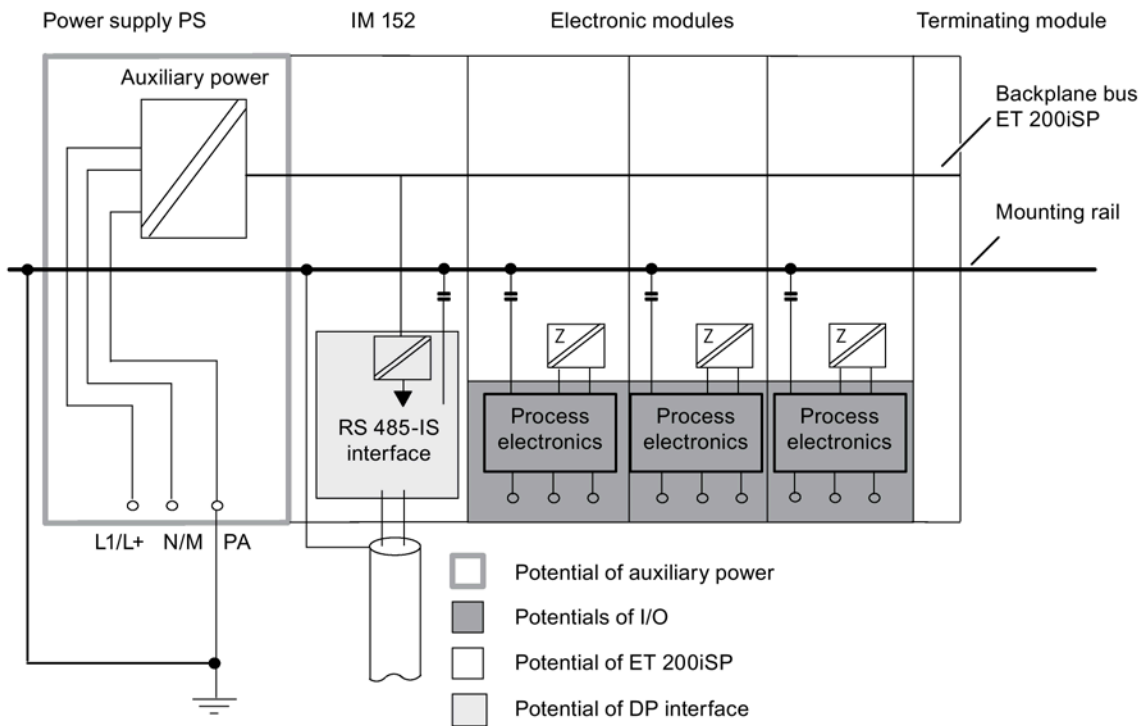 Power supply PS
IM 152
Electronic modules
Terminating module
Auxiliary power
Backplane bus
ET 200iSP
Mounting rail
Z
Z
Z
RS 485-IS
interface
Process
electronics
Process
electronics
Process
electronics
L1/L+
N/M
PA
Potential of auxiliary power
Potentials of I/O
Potential of ET 200iSP
Potential of DP interface